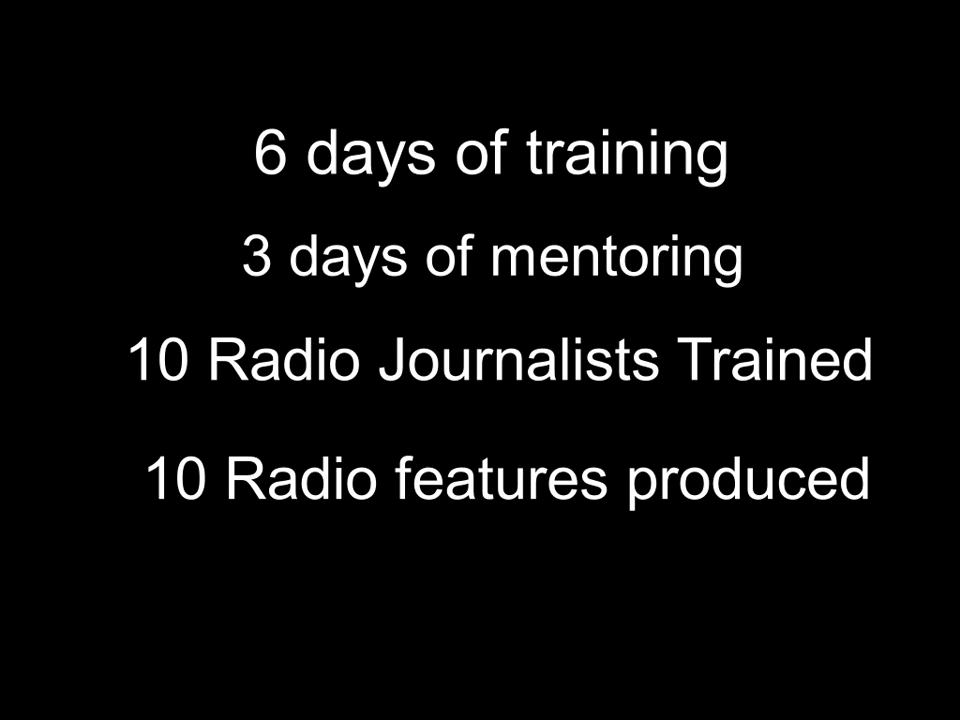 6 days of training
3 days of mentoring
10 Radio Journalists Trained
10 Radio features produced